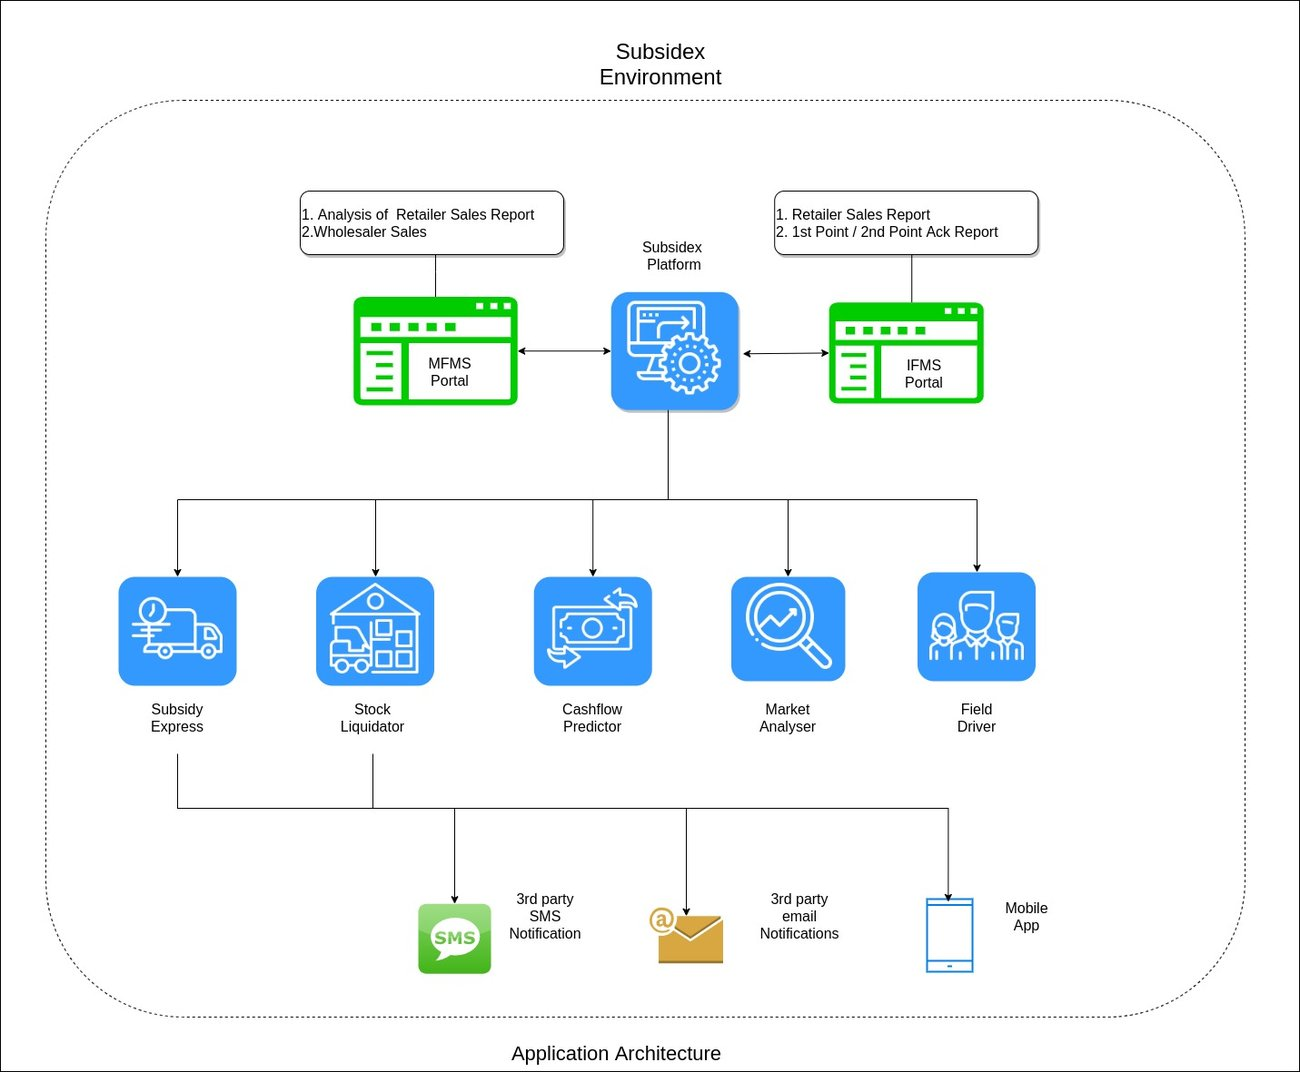 Subsidex
Environment
1. Analysis of  Retailer Sales Report
2.Wholesaler Sales
1. Retailer Sales Report
2. 1st Point / 2nd Point Ack Report
Subsidex
Platform
MFMS
Portal
IFMS
Portal
Subsidy
Express
Stock
Liquidator
Cashflow
Predictor
Market
Analyser
Field
Driver
SMS
3rd party
SMS
Notification
@
3rd party
email
Notifications
Mobile
App
Application Architecture